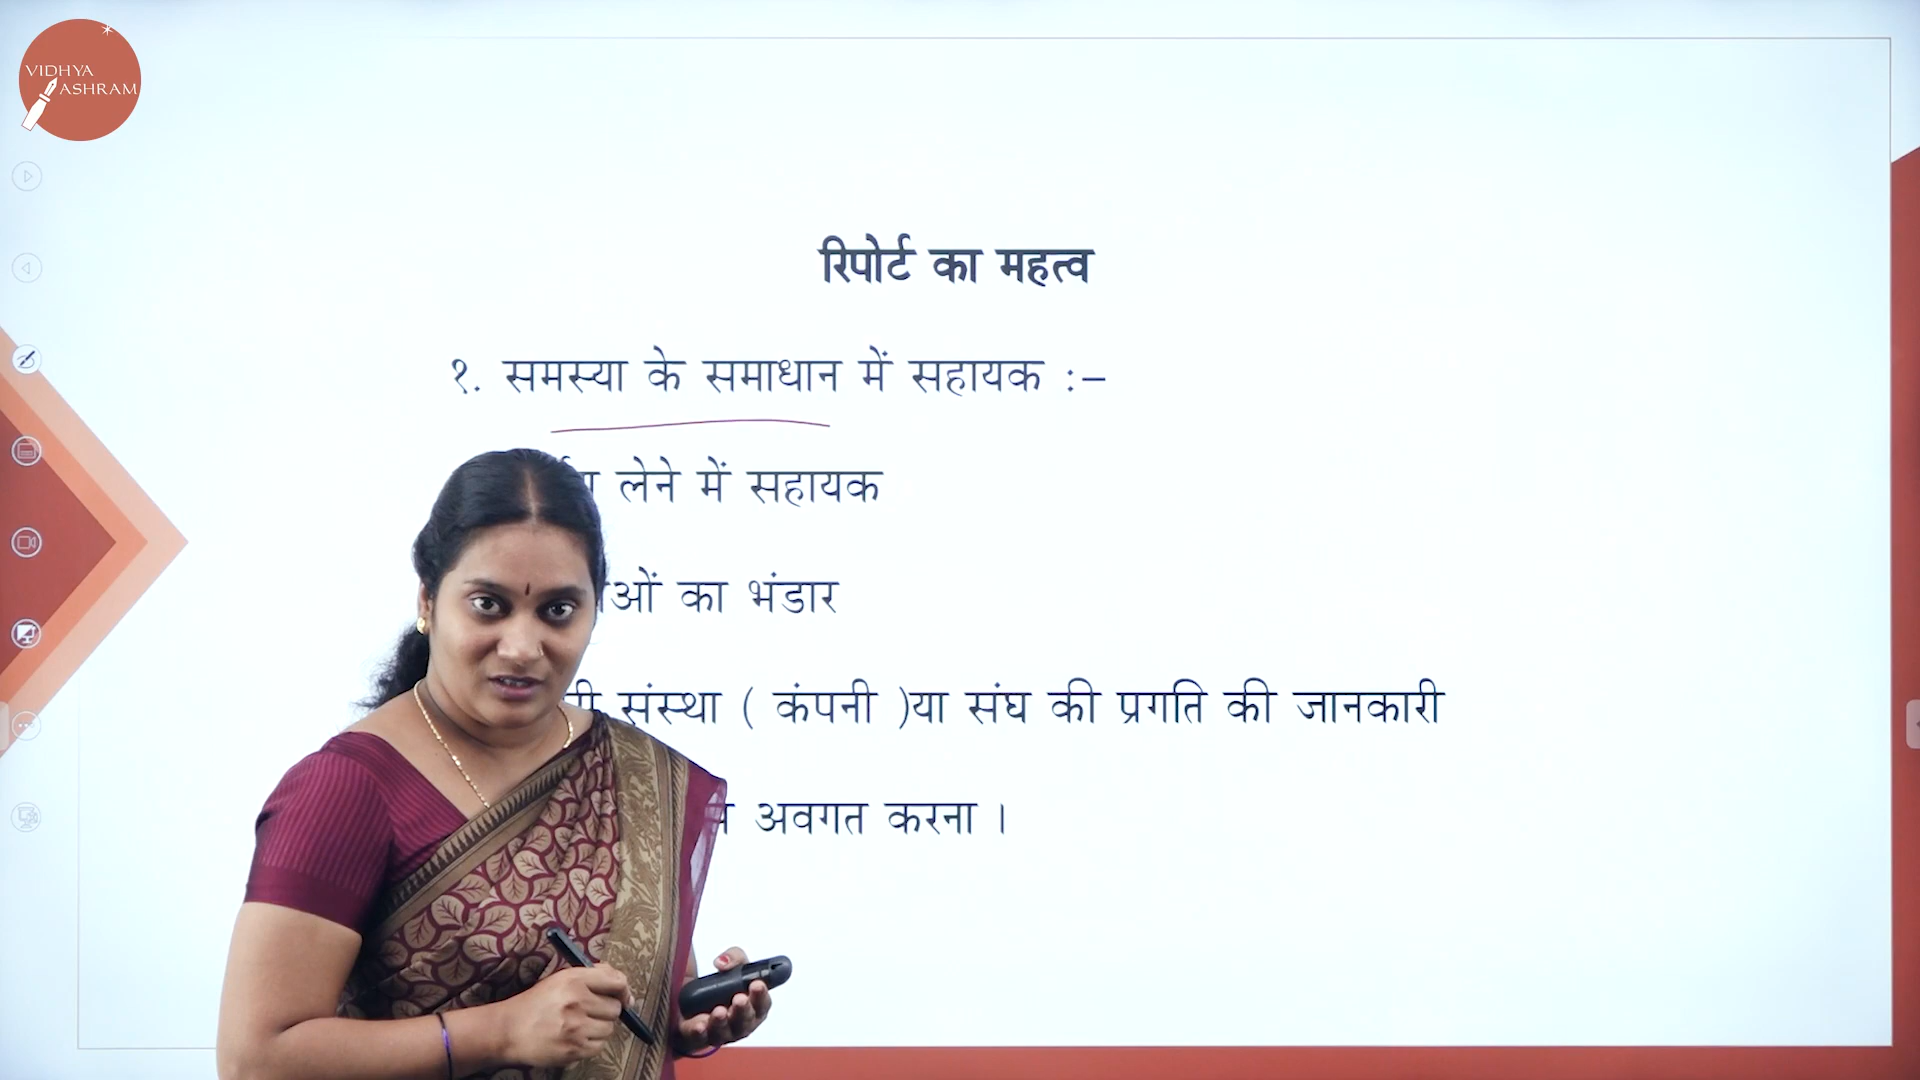 VIDHYA
ASHRAM
रिपोर्ट का महत्व
१. समस्या के समाधान में सहायक :–
लेने में सहायक
का भंडार
संस्था ( कंपनी )या संघ की प्रगति की जानकारी
अवगत करना ।